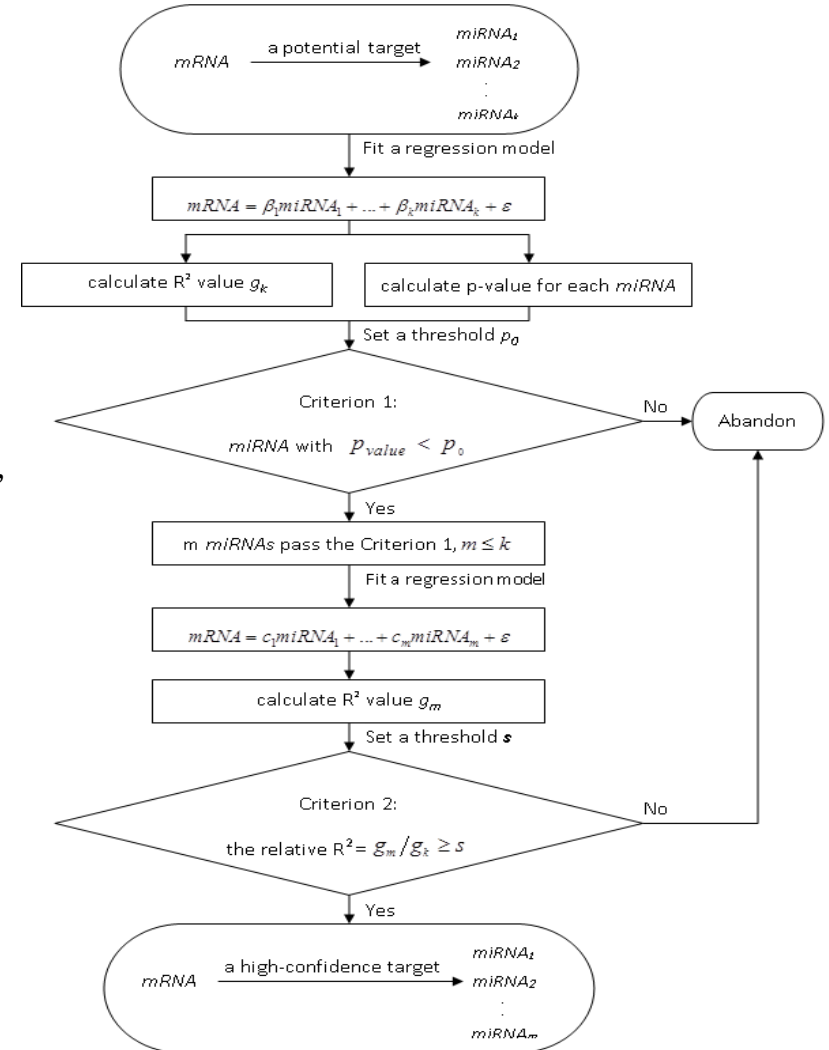 miRNA₁
a potential target
mRNA
miRNA₂
⋮
miRNAₖ
Fit a regression model
mRNA = β₁miRNA₁ + ... + βₖmiRNAₖ + ε
calculate R² value gₖ
calculate p-value for each miRNA
Set a threshold p₀
Criterion 1:
miRNA with p_value < p₀
No
Abandon
Yes
m miRNAs pass the Criterion 1, m ≤ k
Fit a regression model
mRNA = c₁miRNA₁ + ... + cₘmiRNAₘ + ε
calculate R² value gₘ
Set a threshold s
Criterion 2:
the relative R² = gₘ/gₖ ≥ s
No
Yes
miRNA₁
a high-confidence target
mRNA
miRNA₂
⋮
miRNAₘ
,